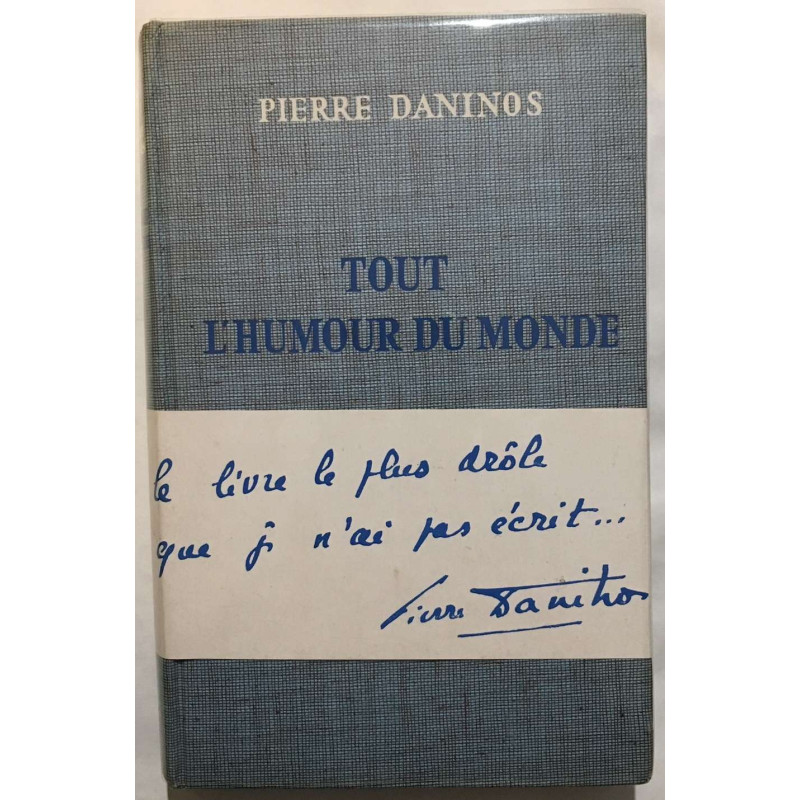 PIERRE DANINOS
TOUT
L'HUMOUR DU MONDE
le livre le plus drôle
que je n'ai pas écrit...
Pierre Daninos